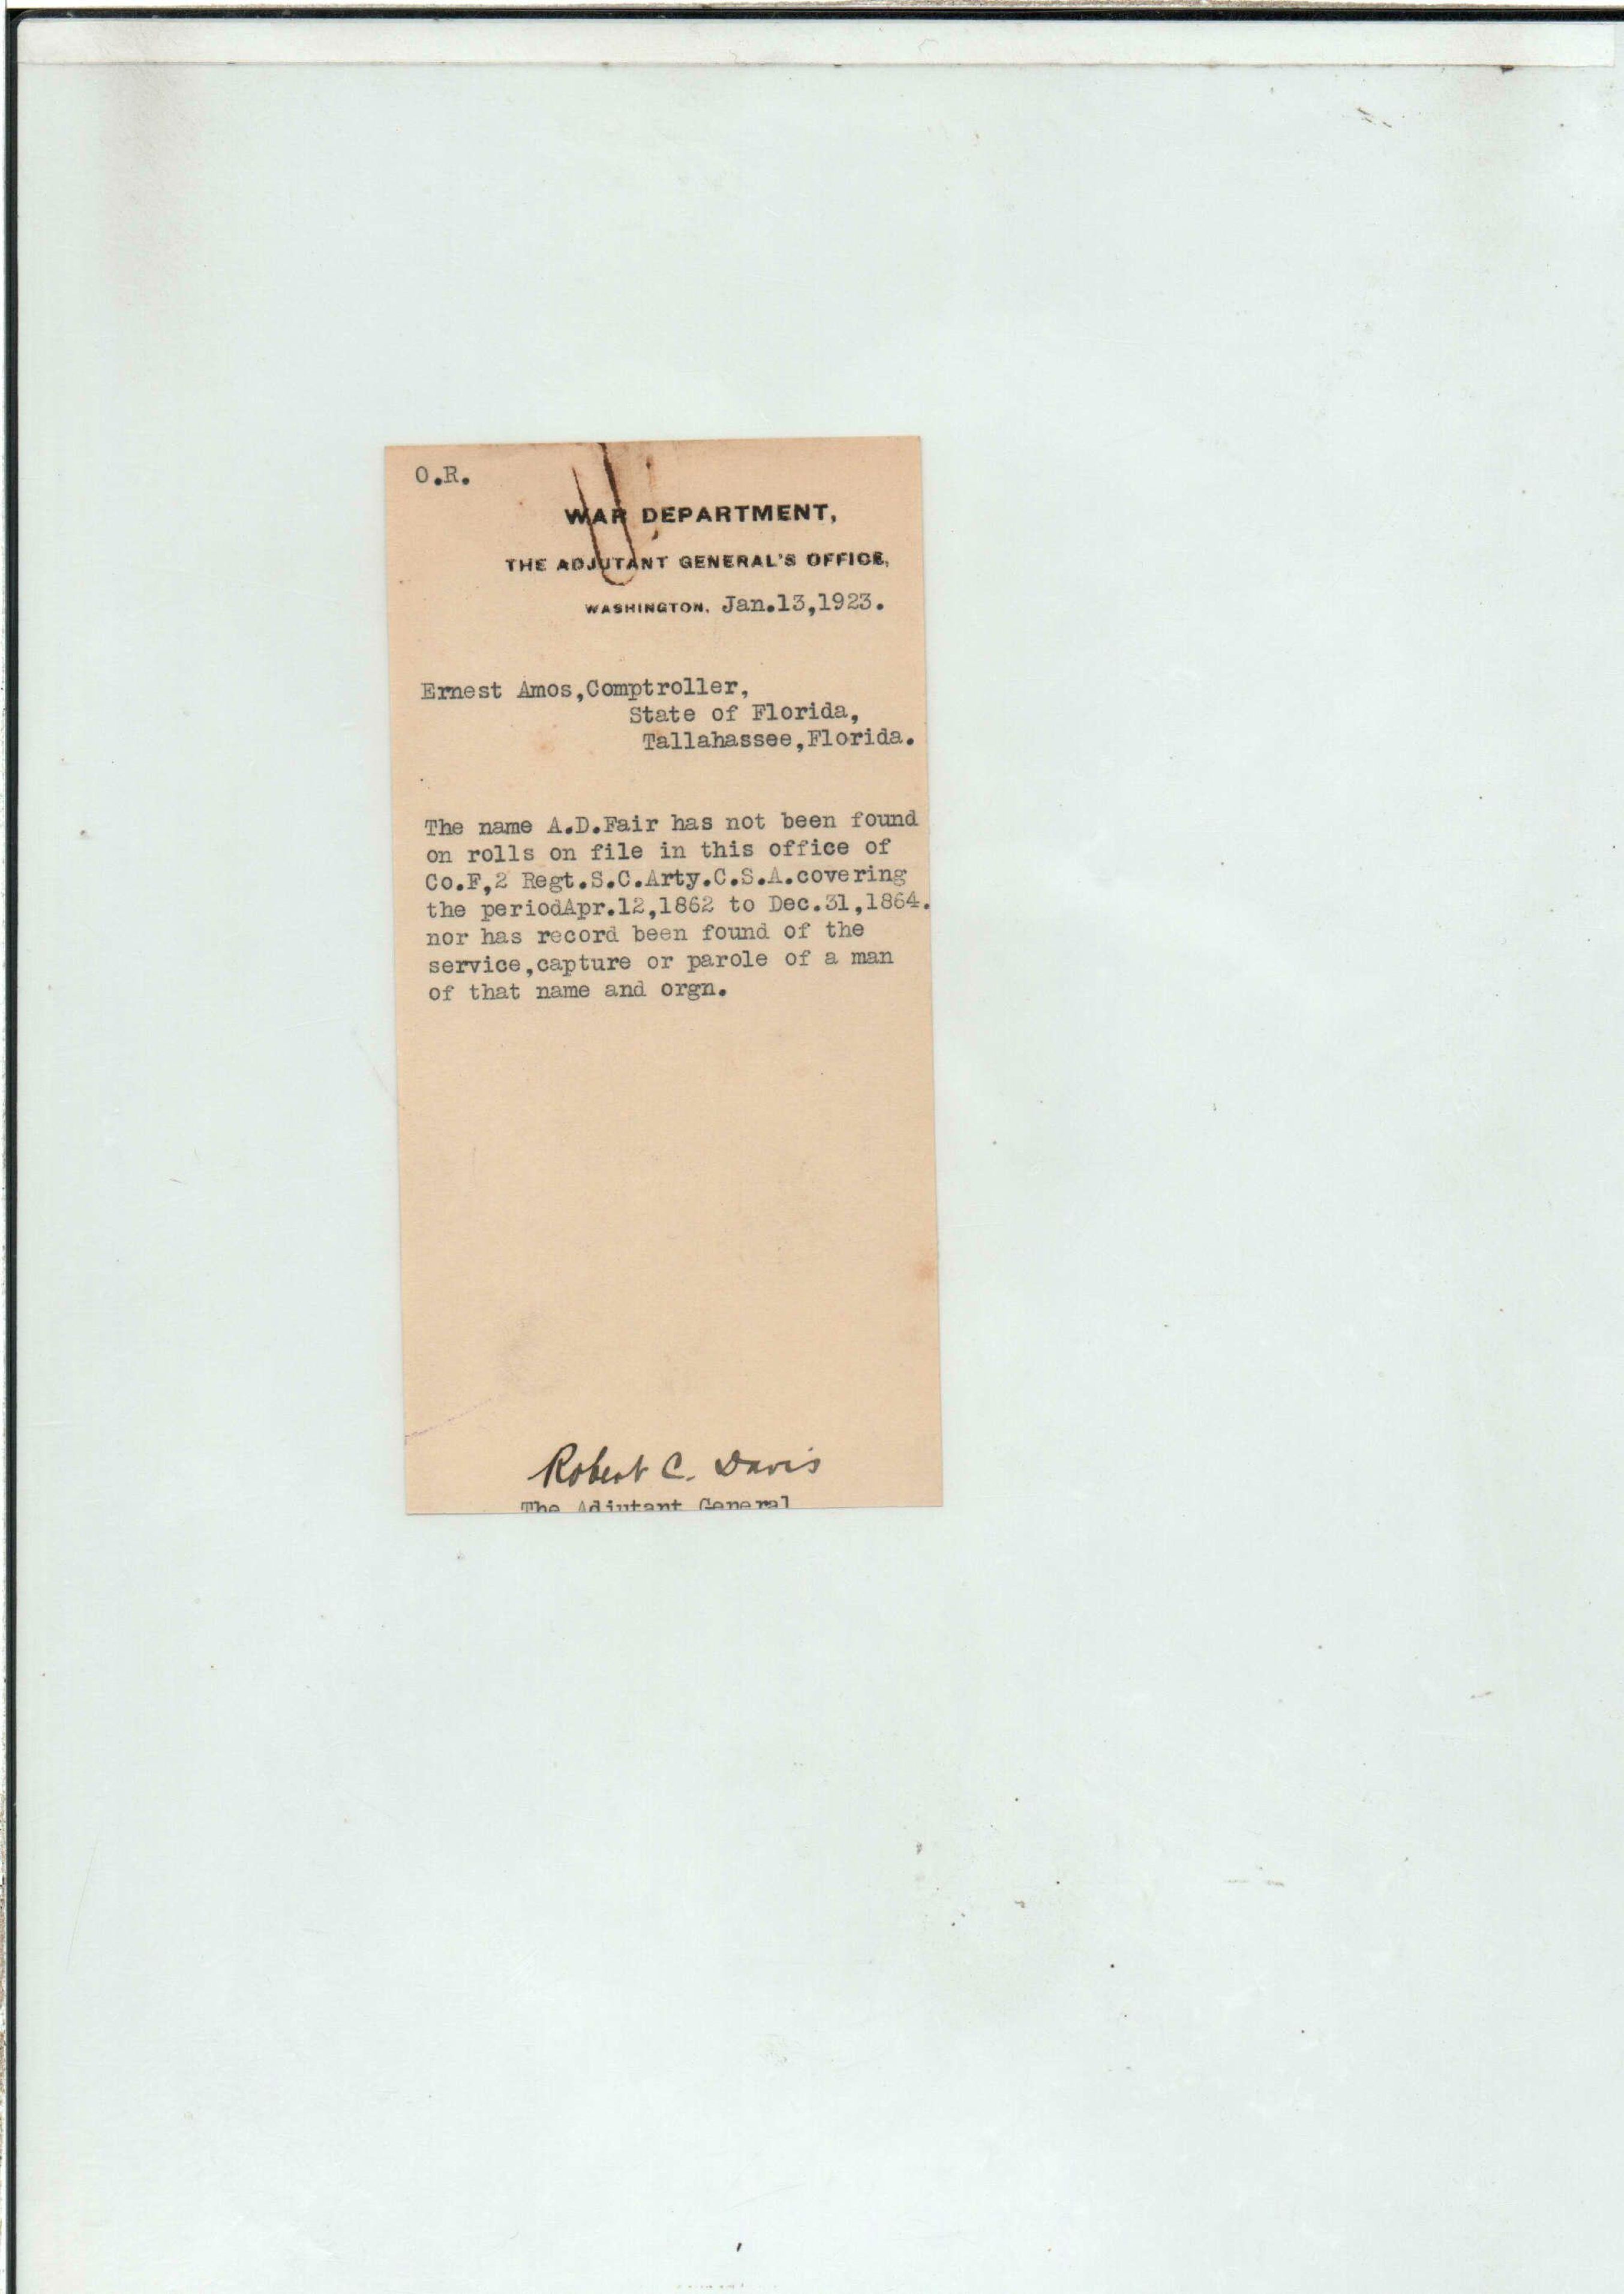 O.R.
WAR DEPARTMENT,
THE ADJUTANT GENERAL'S OFFICE,
WASHINGTON, Jan.13,1923.
Ernest Amos,Comptroller,
State of Florida,
Tallahassee,Florida.
The name A.D.Fair has not been found
on rolls on file in this office of
Co.F,2 Regt.S.C.Arty.C.S.A.covering
the periodApr.12,1862 to Dec.31,1864.
nor has record been found of the
service,capture or parole of a man
of that name and orgn.
Robert C. Davis
The Adjutant General